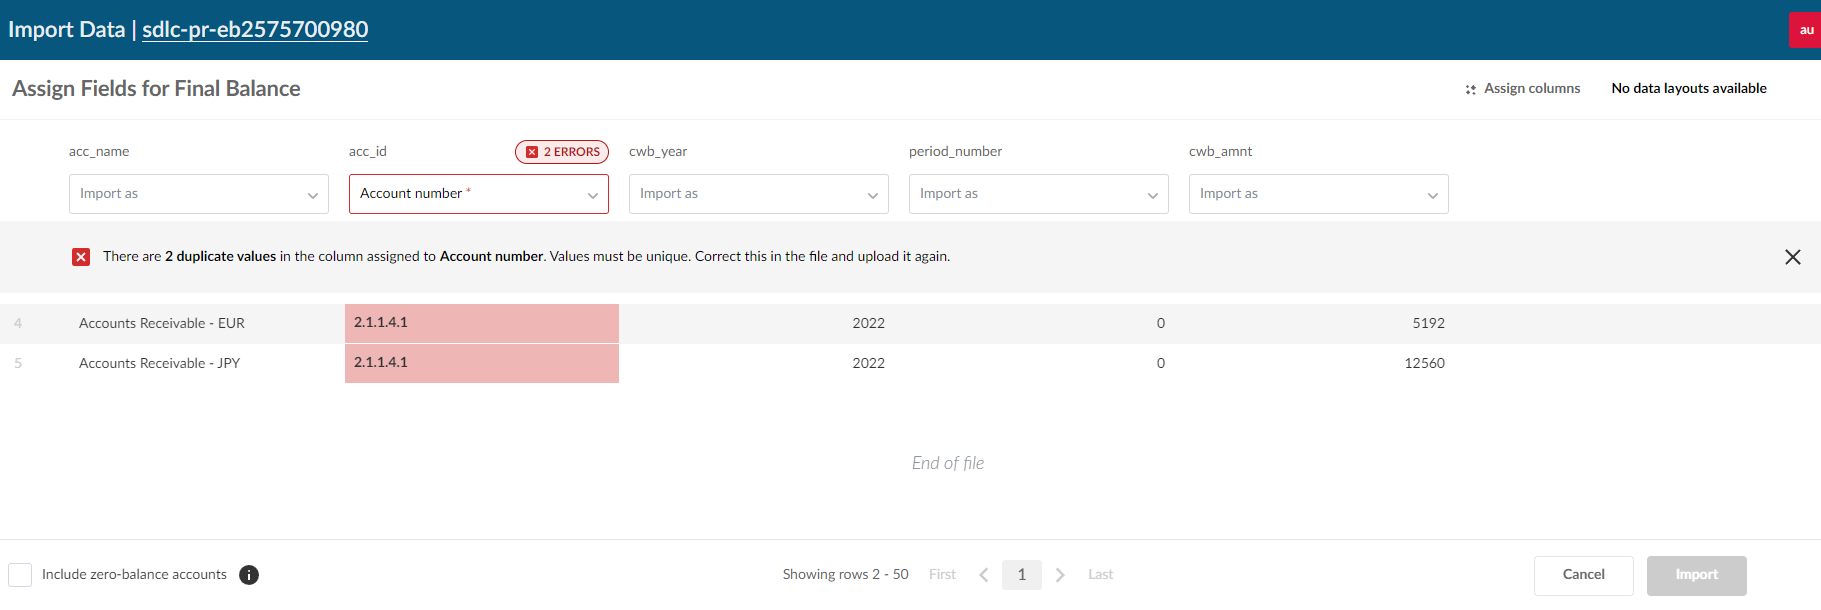 Import Data | sdlc-pr-eb2575700980
au
Assign Fields for Final Balance
Assign columns
No data layouts available
acc_name
acc_id
2 ERRORS
cwb_year
period_number
cwb_amnt
Import as
Account number *
Import as
Import as
Import as
There are 2 duplicate values in the column assigned to Account number. Values must be unique. Correct this in the file and upload it again.
4 Accounts Receivable - EUR 2.1.1.4.1 2022 0 5192
5 Accounts Receivable - JPY 2.1.1.4.1 2022 0 12560
End of file
Include zero-balance accounts i
Showing rows 2 - 50 First 1 Last
Cancel
Import